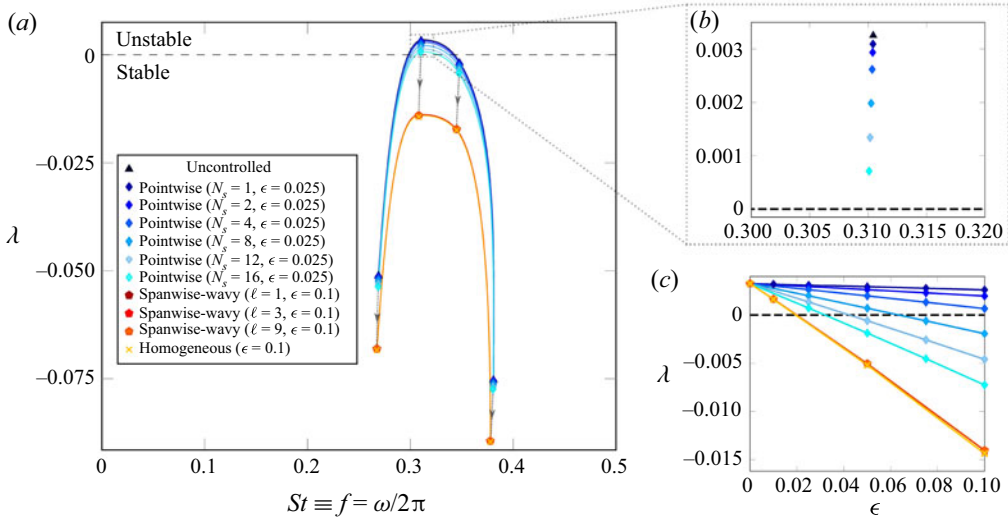 (a)
Unstable
Stable
0
−0.025
−0.050
−0.075
λ
Uncontrolled
Pointwise (N_s = 1, ϵ = 0.025)
Pointwise (N_s = 2, ϵ = 0.025)
Pointwise (N_s = 4, ϵ = 0.025)
Pointwise (N_s = 8, ϵ = 0.025)
Pointwise (N_s = 12, ϵ = 0.025)
Pointwise (N_s = 16, ϵ = 0.025)
Spanwise-wavy (ℓ = 1, ϵ = 0.1)
Spanwise-wavy (ℓ = 3, ϵ = 0.1)
Spanwise-wavy (ℓ = 9, ϵ = 0.1)
Homogeneous (ϵ = 0.1)
0 0.1 0.2 0.3 0.4 0.5
St ≡ f = ω/2π
(b)
0.003
0.002
0.001
0
0.300 0.305 0.310 0.315 0.320
(c)
0
−0.005
−0.010
−0.015
λ
0 0.02 0.04 0.06 0.08 0.10
ϵ